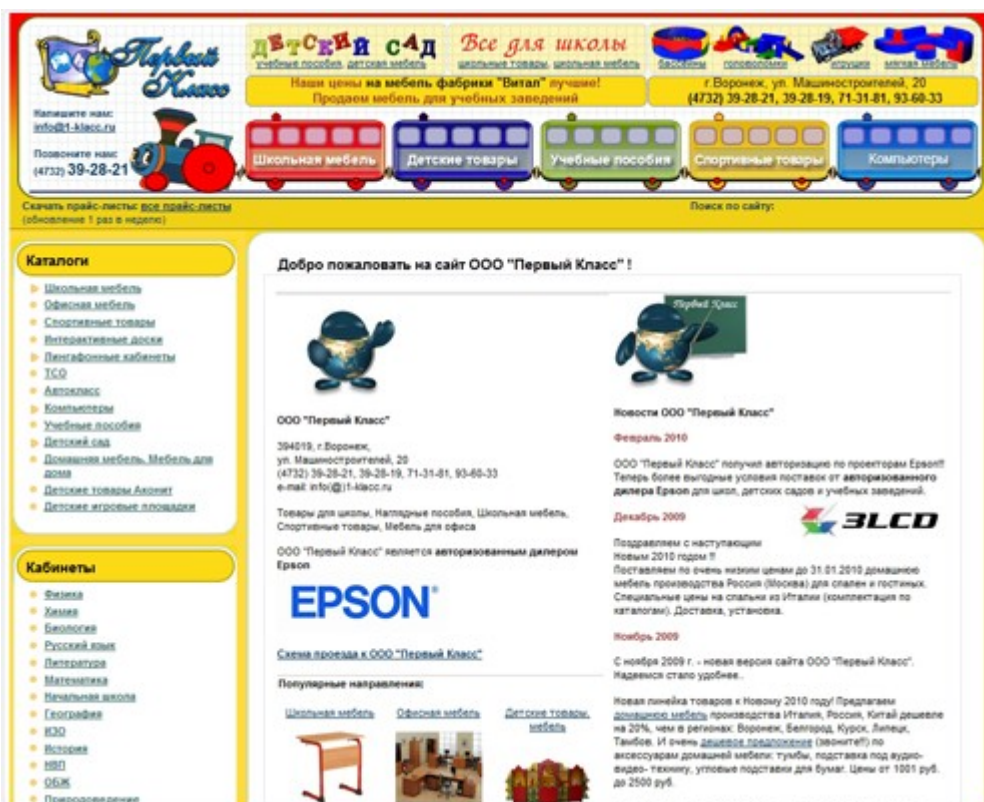 Первый Класс
ДЕТСКИЙ САД
учебные пособия, детская мебель
Все для школы
школьные товары, школьная мебель
бассейны
головоломки
игрушки
мягкая мебель
Наши цены на мебель фабрики "Витал" лучшие!
Продаем мебель для учебных заведений
г.Воронеж, ул. Машиностроителей, 20
(4732) 39-28-21, 39-28-19, 71-31-81, 93-60-33
Напишите нам:
info@1-klacc.ru
Позвоните нам:
(4732) 39-28-21
Школьная мебель
Детские товары
Учебные пособия
Спортивные товары
Компьютеры
Скачать прайс-листы: все прайс-листы
(обновление 1 раз в неделю)
Поиск по сайту:
Каталоги
Школьная мебель
Офисная мебель
Спортивные товары
Интерактивные доски
Лингафонные кабинеты
ТСО
Автокласс
Компьютеры
Учебные пособия
Детский сад
Домашняя мебель, Мебель для
дома
Детские товары Аконит
Детские игровые площадки
Кабинеты
Физика
Химия
Биология
Русский язык
Литература
Математика
Начальная школа
География
ИЗО
История
НВП
ОБЖ
Природоведение
Добро пожаловать на сайт ООО "Первый Класс" !
ООО "Первый Класс"
394019, г.Воронеж,
ул. Машиностроителей, 20
(4732) 39-28-21, 39-28-19, 71-31-81, 93-60-33
e-mail: info(@)1-klacc.ru
Товары для школы, Наглядные пособия, Школьная мебель,
Спортивные товары, Мебель для офиса
ООО "Первый Класс" является авторизованным дилером
Epson
EPSON
Схема проезда к ООО "Первый Класс"
Популярные направления:
Школьная мебель
Офисная мебель
Детские товары,
мебель
Первый Класс
Новости ООО "Первый Класс"
Февраль 2010
ООО "Первый Класс" получил авторизацию по проекторам Epson!!!
Теперь более выгодные условия поставок от авторизованного
дилера Epson для школ, детских садов и учебных заведений.
Декабрь 2009
3LCD
Поздравляем с наступающим
Новым 2010 годом !!!
Поставляем по очень низким ценам до 31.01.2010 домашнюю
мебель производства Россия (Москва) для спален и гостиных.
Специальные цены на спальни из Италии (комплектация по
каталогам). Доставка, установка.
Ноябрь 2009
С ноября 2009 г. - новая версия сайта ООО "Первый Класс".
Надеемся стало удобнее..
Новая линейка товаров к Новому 2010 году! Предлагаем
домашнюю мебель производства Италия, Россия, Китай дешевле
на 20%, чем в регионах: Воронеж, Белгород, Курск, Липецк,
Тамбов. И очень дешевое предложение (звоните!!!) по
аксессуарам домашней мебели: тумбы, подставка под аудио-
видео- технику, угловые подставки для бумаг. Цены от 1001 руб.
до 2500 руб.